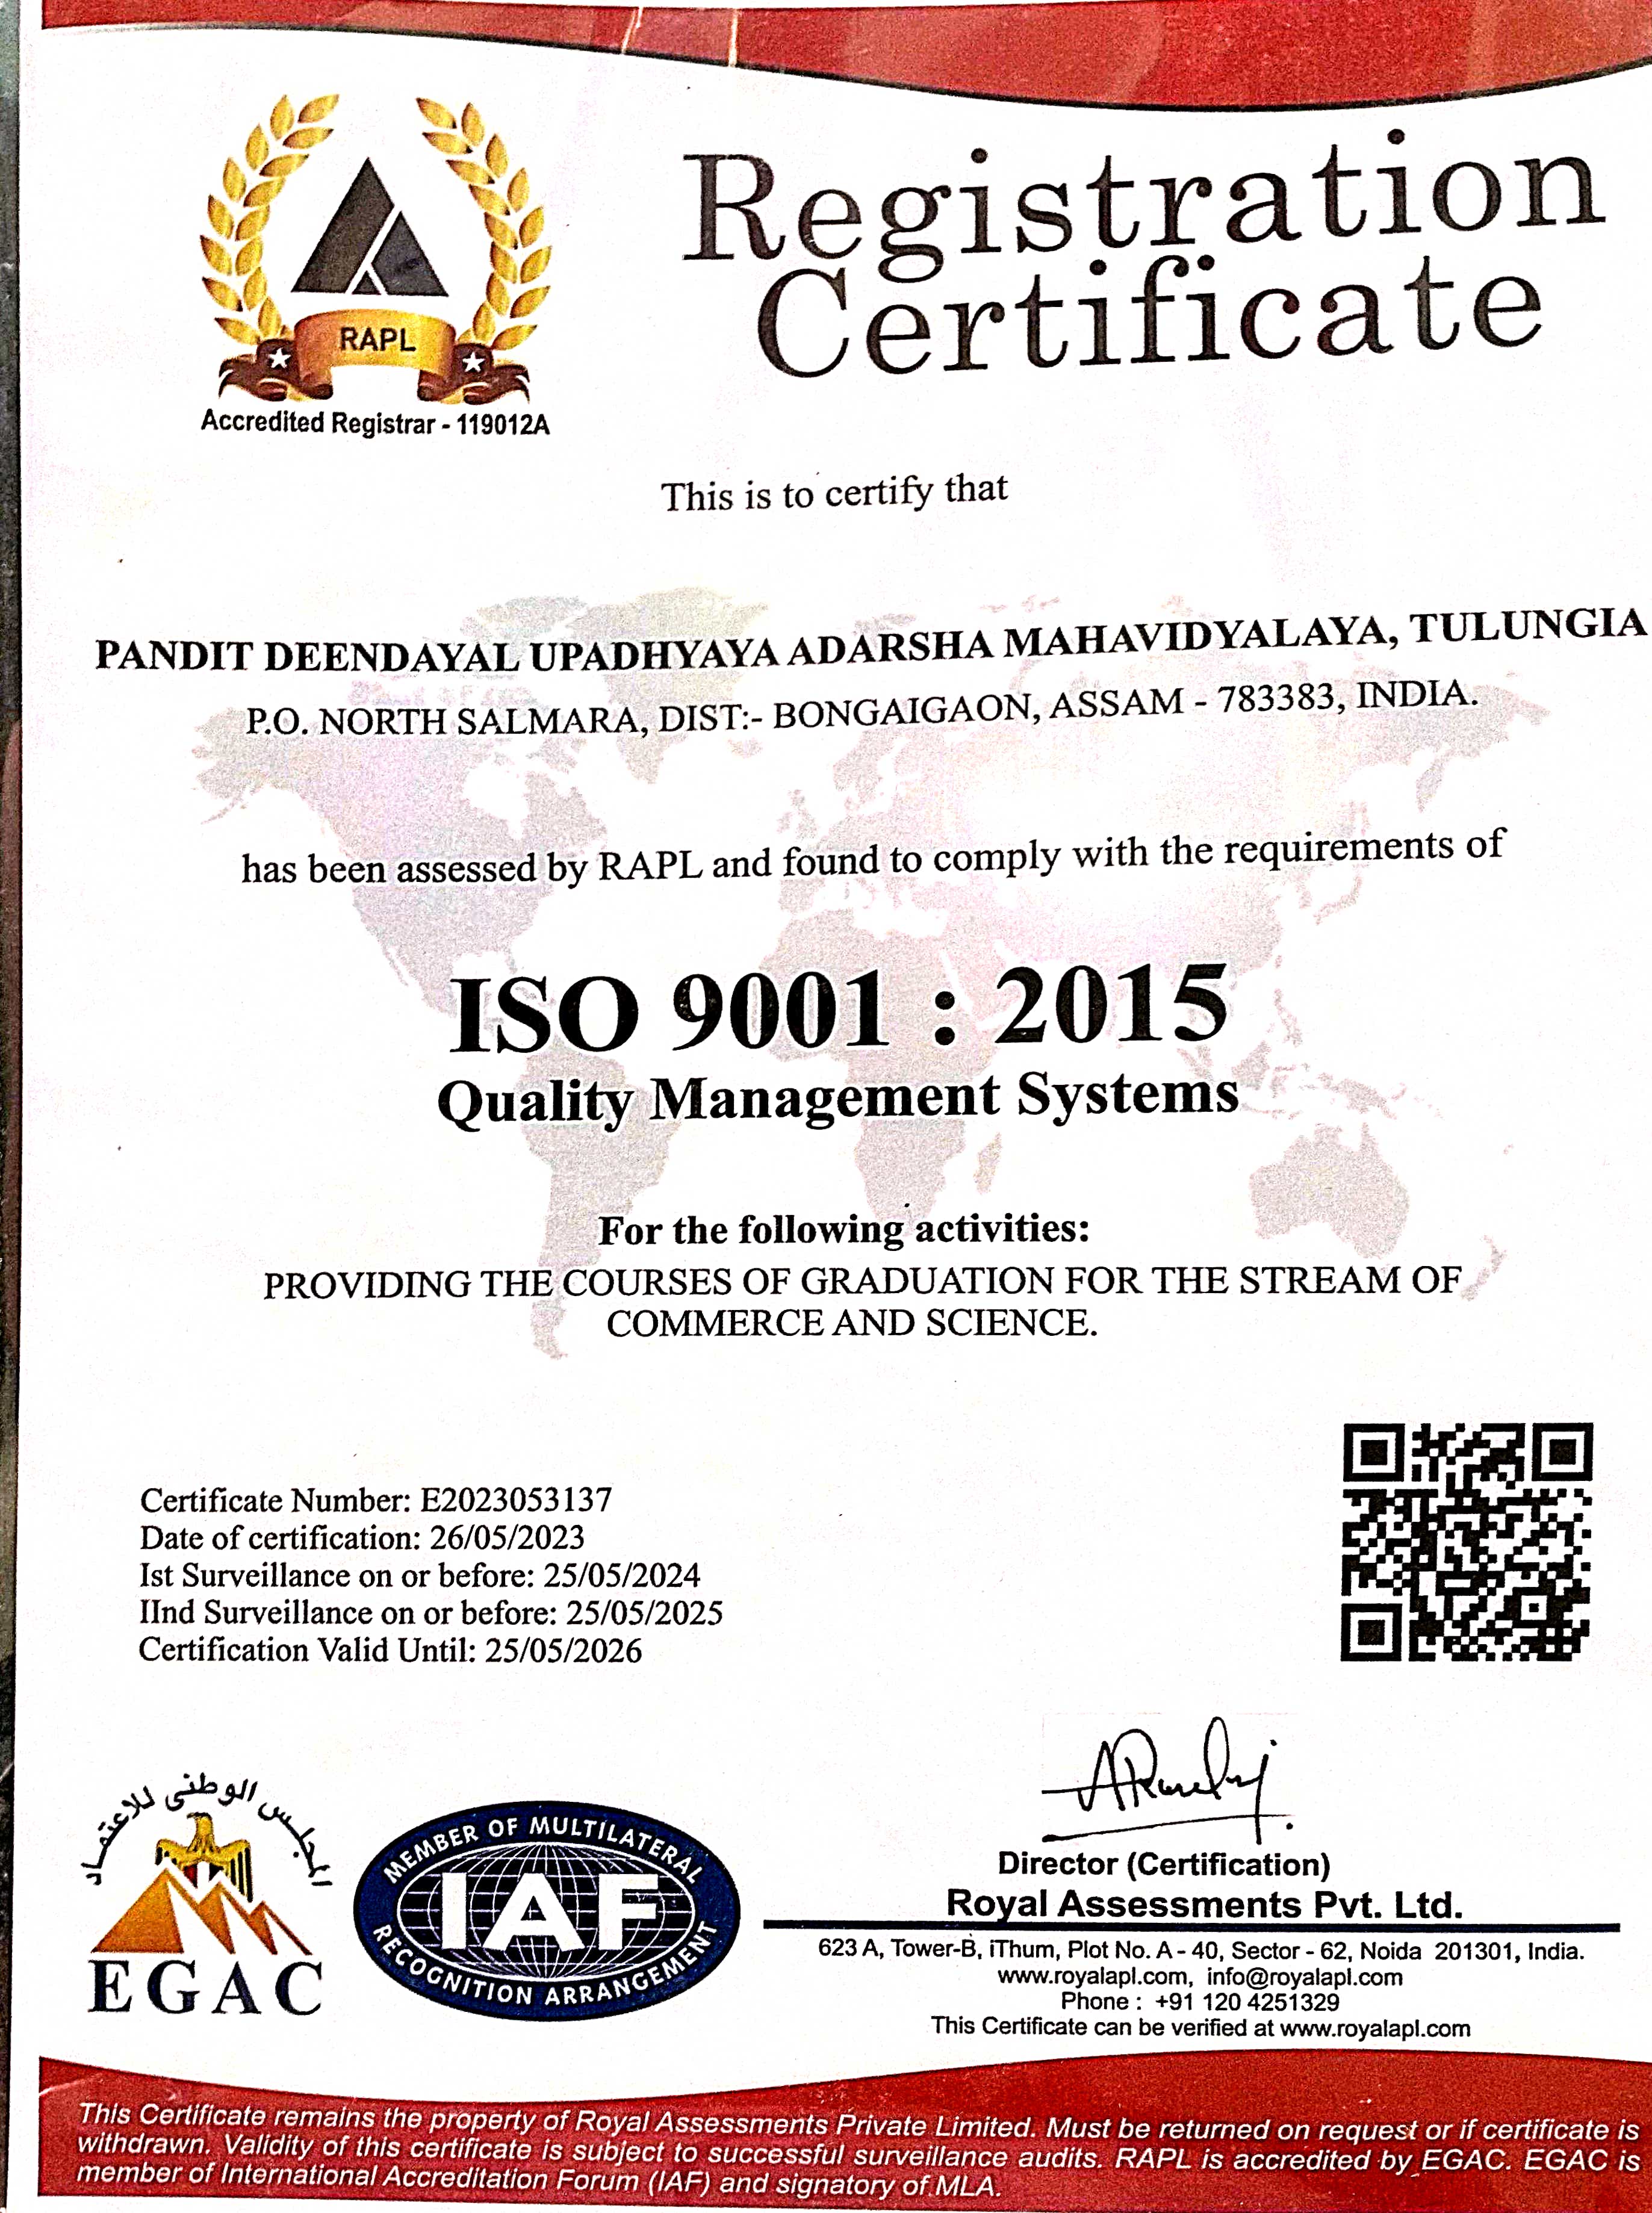 Registration
Certificate
RAPL
Accredited Registrar - 119012A
This is to certify that
PANDIT DEENDAYAL UPADHYAYA ADARSHA MAHAVIDYALAYA, TULUNGIA
P.O. NORTH SALMARA, DIST:- BONGAIGAON, ASSAM - 783383, INDIA.
has been assessed by RAPL and found to comply with the requirements of
ISO 9001 : 2015
Quality Management Systems
For the following activities:
PROVIDING THE COURSES OF GRADUATION FOR THE STREAM OF
COMMERCE AND SCIENCE.
Certificate Number: E2023053137
Date of certification: 26/05/2023
Ist Surveillance on or before: 25/05/2024
IInd Surveillance on or before: 25/05/2025
Certification Valid Until: 25/05/2026
المجلس الوطنى للاعتماد
EGAC
MEMBER OF MULTILATERAL
IAF
RECOGNITION ARRANGEMENT
Director (Certification)
Royal Assessments Pvt. Ltd.
623 A, Tower-B, iThum, Plot No. A - 40, Sector - 62, Noida 201301, India.
www.royalapl.com, info@royalapl.com
Phone : +91 120 4251329
This Certificate can be verified at www.royalapl.com
This Certificate remains the property of Royal Assessments Private Limited. Must be returned on request or if certificate is
withdrawn. Validity of this certificate is subject to successful surveillance audits. RAPL is accredited by EGAC. EGAC is
member of International Accreditation Forum (IAF) and signatory of MLA.